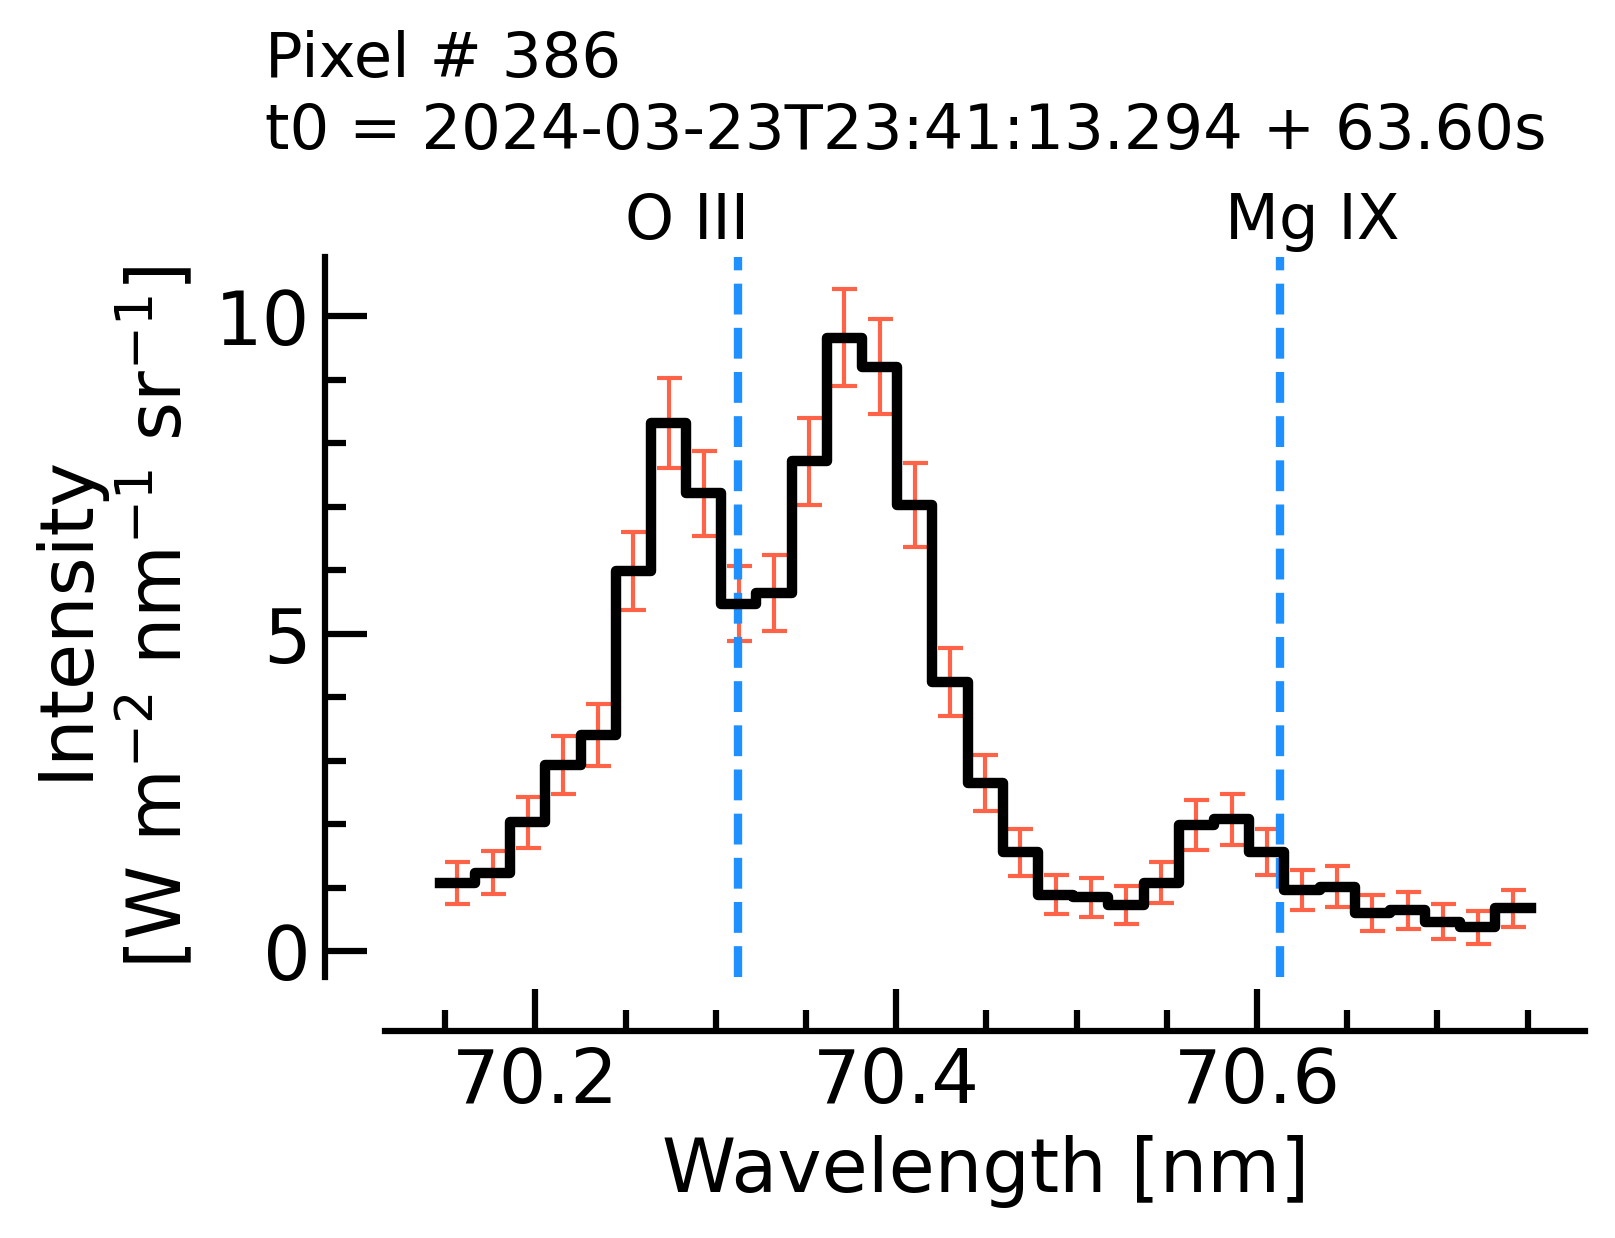 Pixel # 386
t0 = 2024-03-23T23:41:13.294 + 63.60s
O III
Mg IX
Intensity
[W m⁻² nm⁻¹ sr⁻¹]
10
5
0
70.2
70.4
70.6
Wavelength [nm]